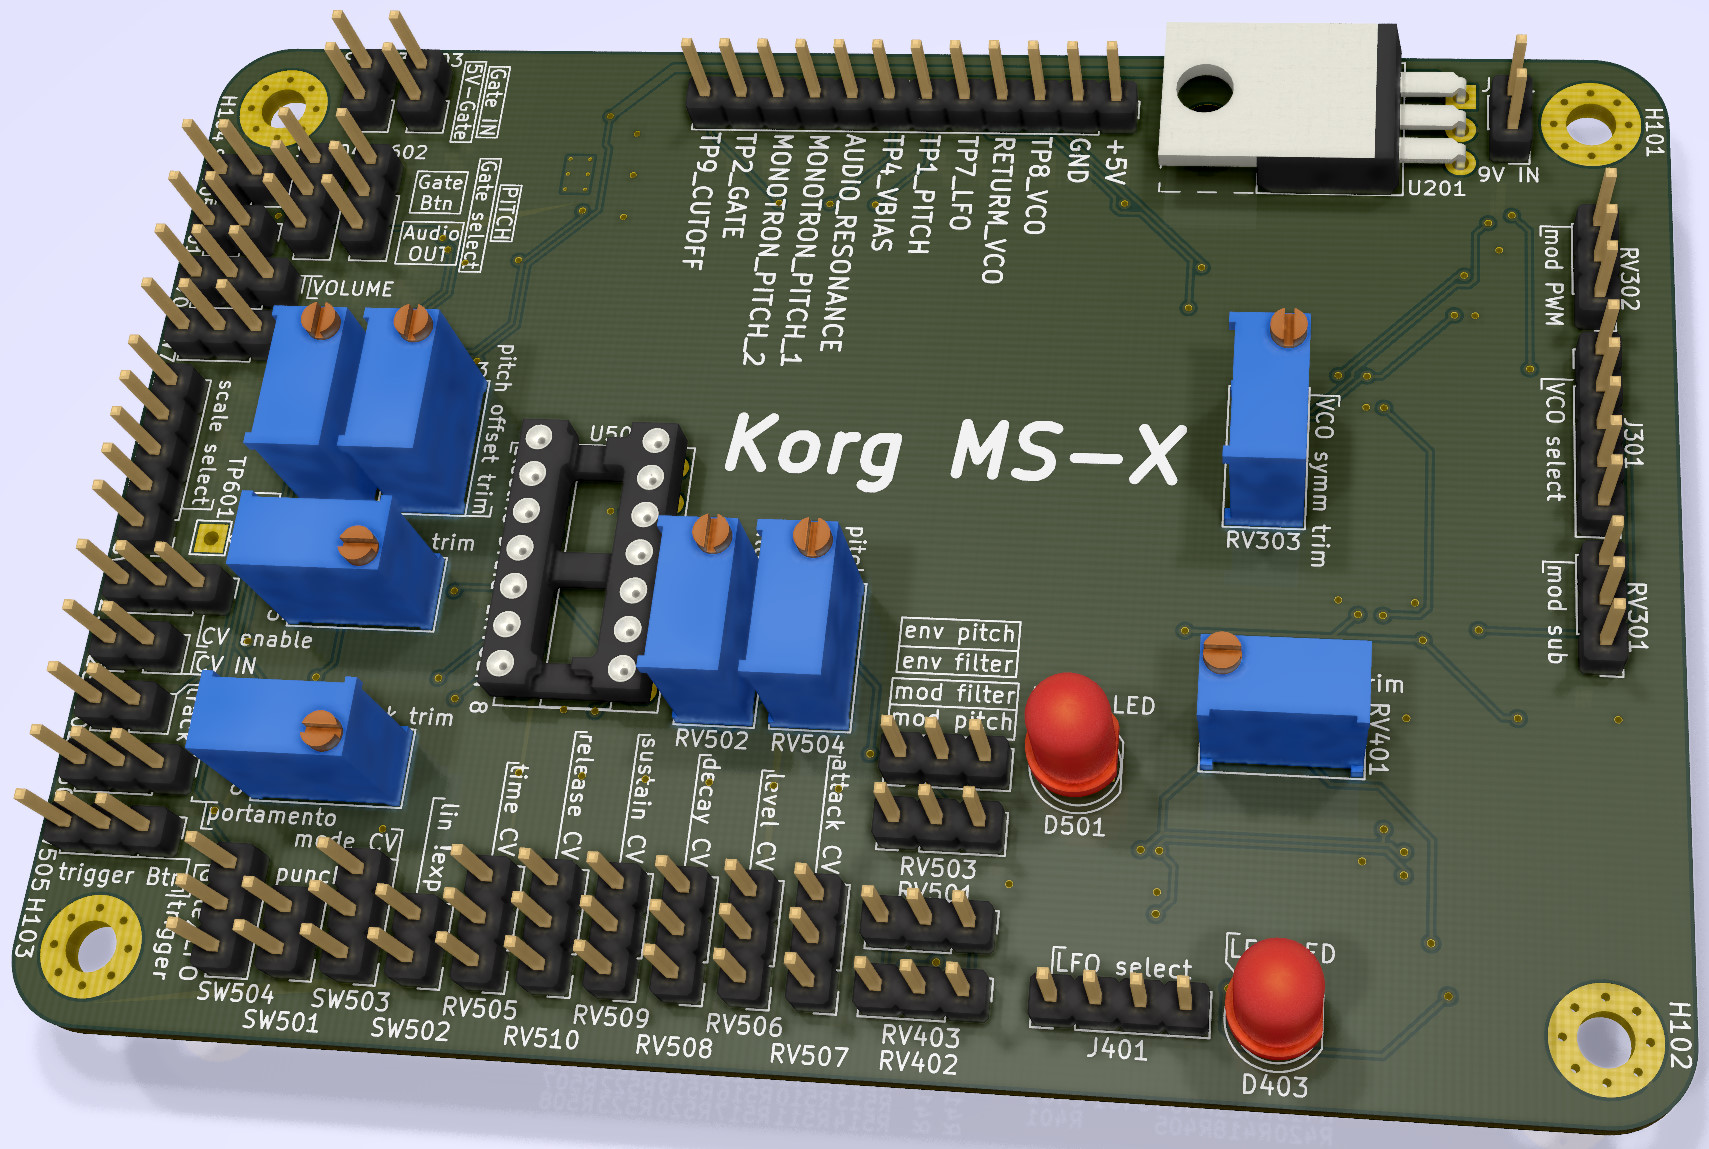 Gate IN
5V-Gate
H104
Gate
Btn
Gate select
PITCH
Audio
OUT
VOLUME
TP9_CUTOFF
TP2_GATE
MONOTRON_PITCH_2
MONOTRON_PITCH_1
AUDIO_RESONANCE
TP4_VBIAS
TP1_PITCH
TP7_LFO
RETURM_VCO
TP8_VCO
GND
+5V
U201
9V IN
H101
RV302
mod PWM
J301
VCO select
RV301
mod sub
Korg MS-X
VCO symm trim
RV303
scale select
TP601
pitch offset trim
trim
CV enable
CV IN
trim
portamento
mode CV
trigger Btn
trigger
H103
lin !exp
time CV
release CV
sustain CV
decay CV
level CV
attack CV
8
RV502
RV504
env pitch
env filter
mod filter
mod pitch
LED
D501
RV401
RV503
RV501
SW504
SW501
SW503
SW502
RV505
RV510
RV509
RV508
RV506
RV507
RV403
RV402
LFO select
J401
D403
H102